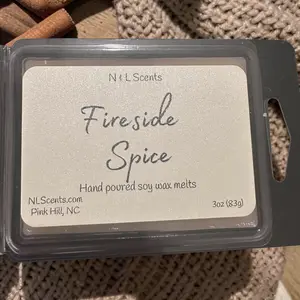 N & L Scents
Fireside
Spice
Hand poured soy wax melts
NLScents.com
Pink Hill, NC
3oz (83g)